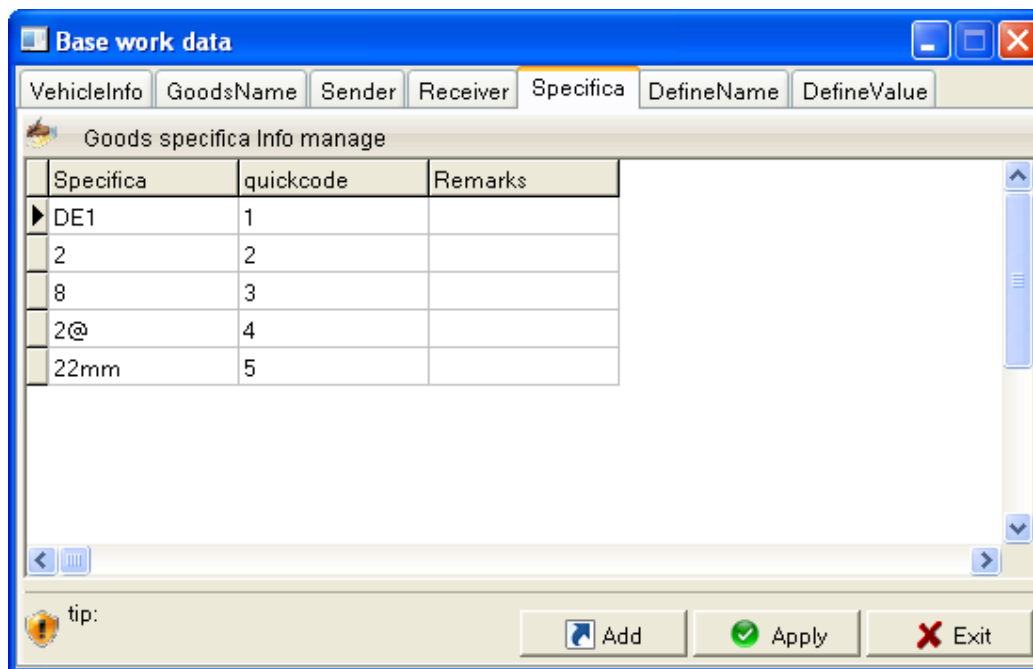 Base work data
VehicleInfo GoodsName Sender Receiver Specifica DefineName DefineValue
Goods specifica Info manage
Specifica quickcode Remarks
DE1 1
2 2
8 3
2@ 4
22mm 5
tip:
Add Apply Exit